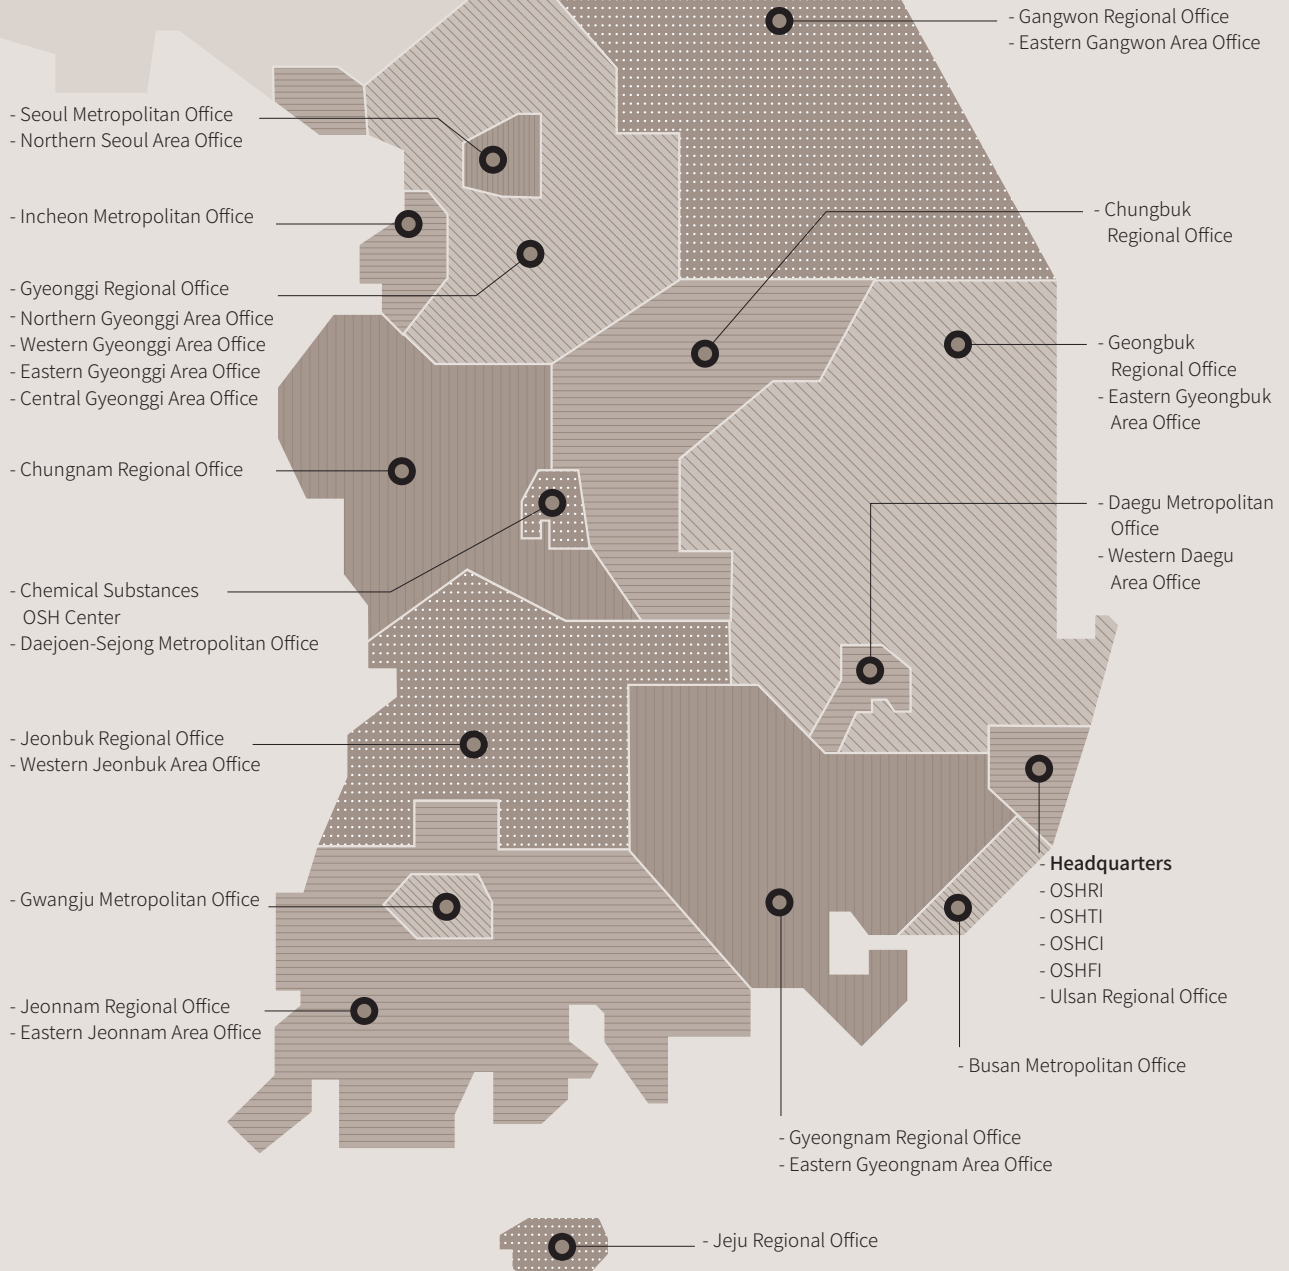 - Gangwon Regional Office
- Eastern Gangwon Area Office
- Seoul Metropolitan Office
- Northern Seoul Area Office
- Incheon Metropolitan Office
- Chungbuk
Regional Office
- Gyeonggi Regional Office
- Northern Gyeonggi Area Office
- Western Gyeonggi Area Office
- Eastern Gyeonggi Area Office
- Central Gyeonggi Area Office
- Geongbuk
Regional Office
- Eastern Gyeongbuk
Area Office
- Chungnam Regional Office
- Daegu Metropolitan
Office
- Western Daegu
Area Office
- Chemical Substances
OSH Center
- Daejoen-Sejong Metropolitan Office
- Jeonbuk Regional Office
- Western Jeonbuk Area Office
- Gwangju Metropolitan Office
- Headquarters
- OSHRI
- OSHTI
- OSHCI
- OSHFI
- Ulsan Regional Office
- Jeonnam Regional Office
- Eastern Jeonnam Area Office
- Busan Metropolitan Office
- Gyeongnam Regional Office
- Eastern Gyeongnam Area Office
- Jeju Regional Office